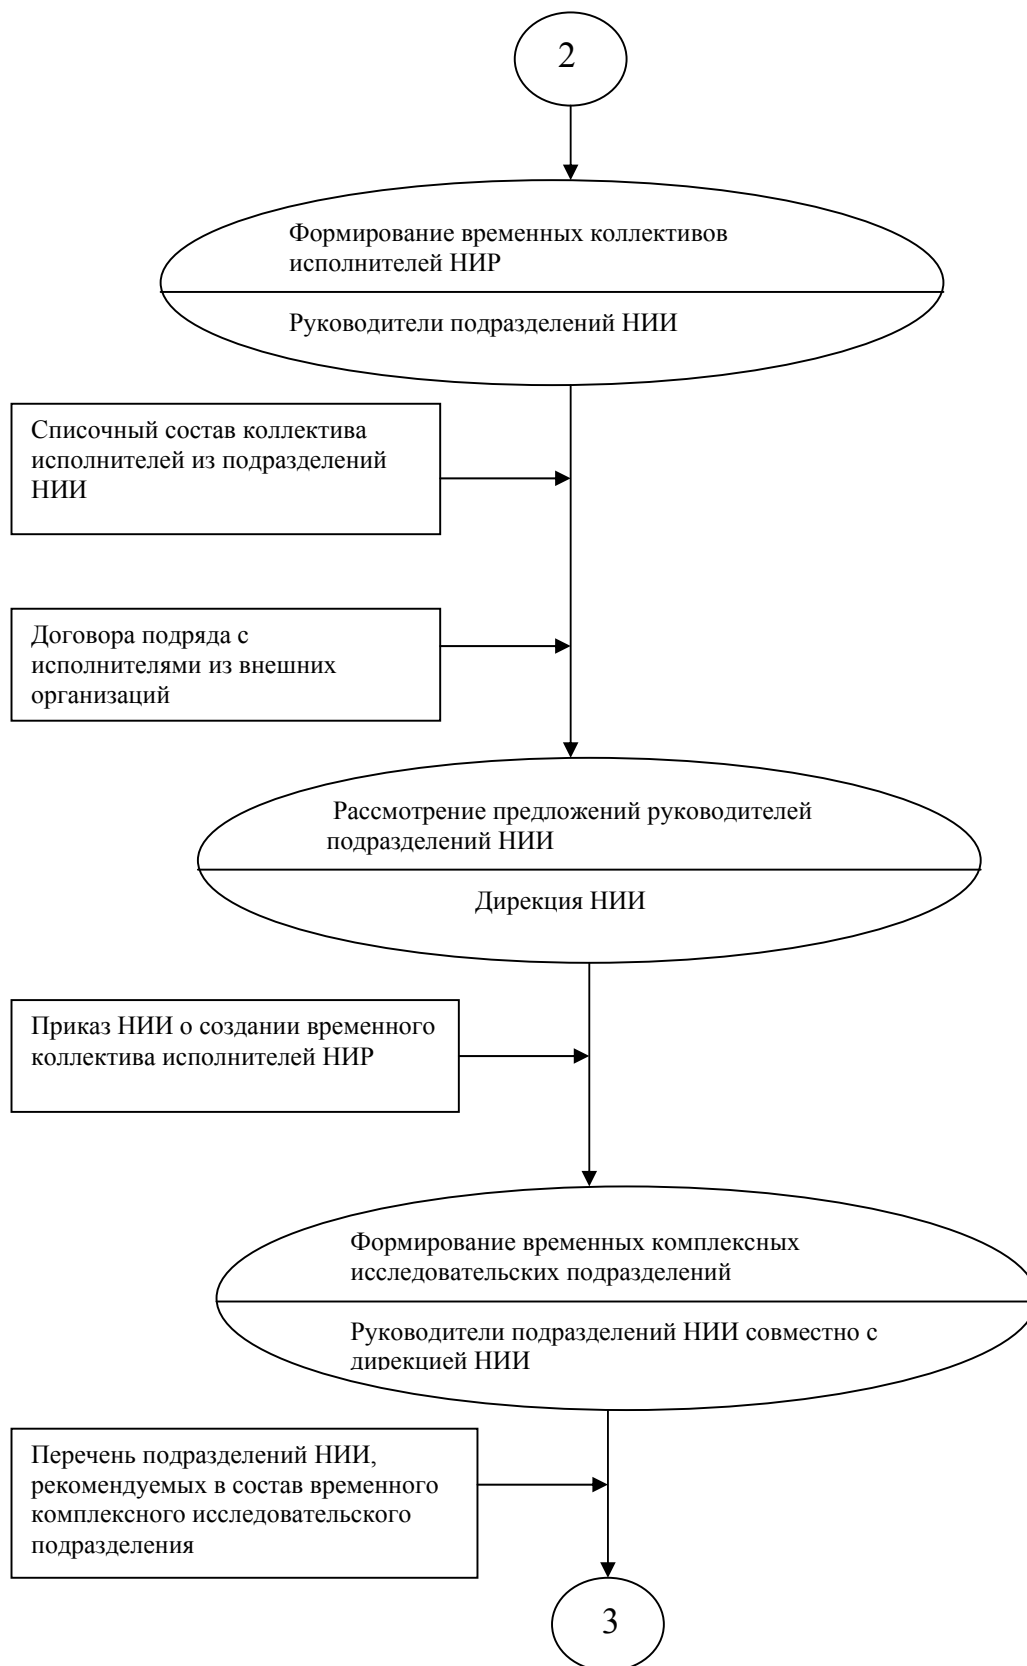 2
Формирование временных коллективов
исполнителей НИР
Руководители подразделений НИИ
Списочный состав коллектива
исполнителей из подразделений
НИИ
Договора подряда с
исполнителями из внешних
организаций
Рассмотрение предложений руководителей
подразделений НИИ
Дирекция НИИ
Приказ НИИ о создании временного
коллектива исполнителей НИР
Формирование временных комплексных
исследовательских подразделений
Руководители подразделений НИИ совместно с
дирекцией НИИ
Перечень подразделений НИИ,
рекомендуемых в состав временного
комплексного исследовательского
подразделения
3